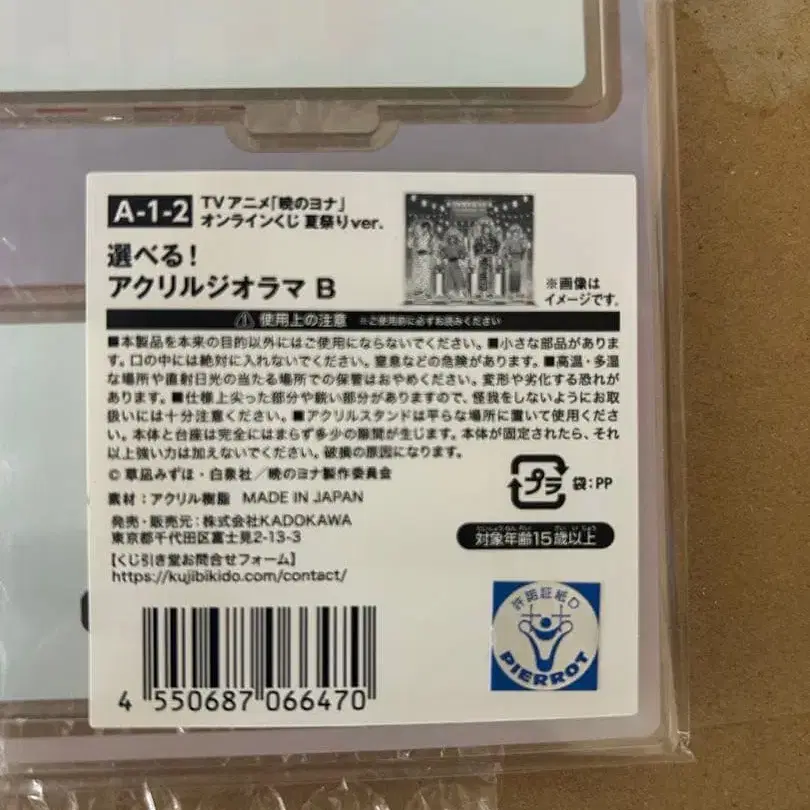 A-1-2
TVアニメ「暁のヨナ」
オンラインくじ 夏祭りver.
選べる!
アクリルジオラマ B
※画像は
イメージです。
使用上の注意 ※ご使用前に必ずお読みください
■本製品を本来の目的以外にはご使用にならないでください。■小さな部品がありま
す。口の中には絶対に入れないでください。窒息などの危険があります。■高温・多湿
な場所や直射日光の当たる場所での保管はおやめください。変形や劣化する恐れが
あります。■仕様上尖った部分や鋭い部分がありますので、怪我をしないようにお取
扱いには十分注意ください。■アクリルスタンドは平らな場所に置いて使用くださ
い。本体と台座は完全にはまらず多少の隙間が生じます。本体が固定されたら、それ
以上強い力は加えないでください。破損の原因になります。
© 草凪みずほ・白泉社/暁のヨナ製作委員会
プラ 袋:PP
素材:アクリル樹脂 MADE IN JAPAN
発売・販売元:株式会社KADOKAWA
東京都千代田区富士見2-13-3
たいしょうねんれい さい いじょう
対象年齢15歳以上
【くじ引き堂お問合せフォーム】
https://kujibikido.com/contact/
許諾証紙D
PIERROT
4 550687 066470